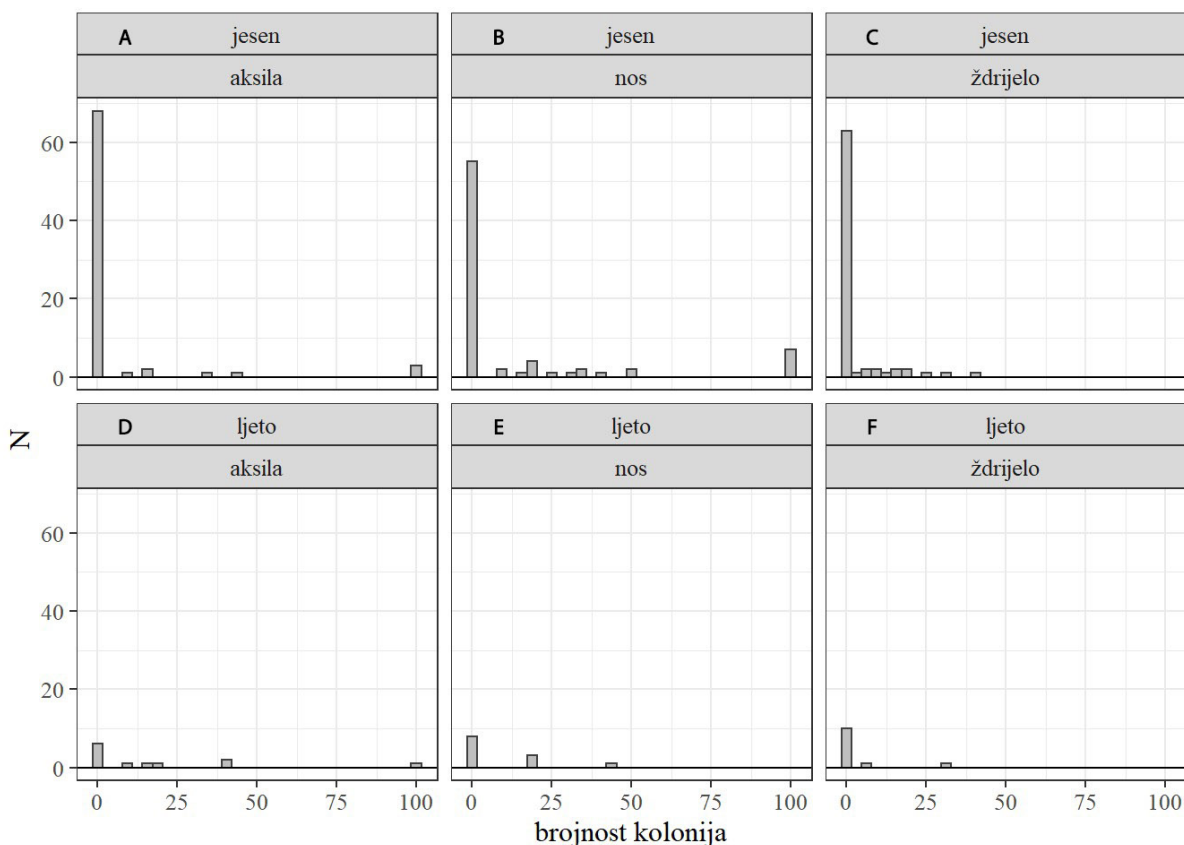 A jesen B jesen C jesen
aksila nos ždrijelo
60
40
20
0
D ljeto E ljeto F ljeto
N
aksila nos ždrijelo
60
40
20
0
0 25 50 75 100 0 25 50 75 100 0 25 50 75 100
brojnost kolonija